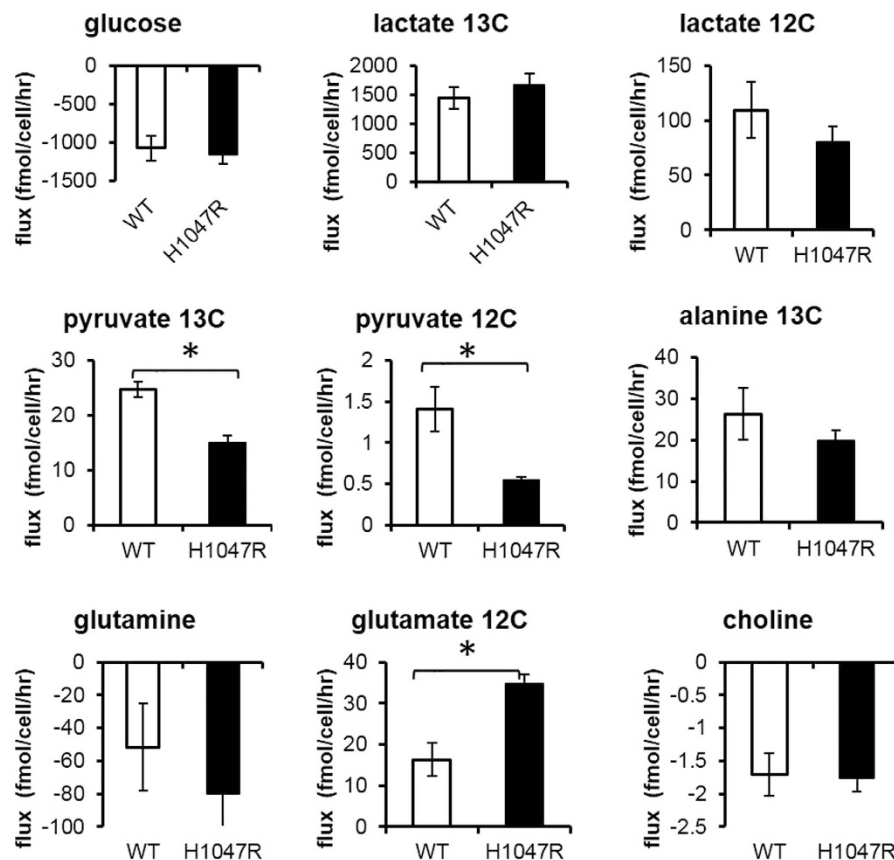 glucose
flux (fmol/cell/hr)
0
-500
-1000
-1500
WT
H1047R
lactate 13C
flux (fmol/cell/hr)
2000
1500
1000
500
0
WT
H1047R
lactate 12C
flux (fmol/cell/hr)
150
100
50
0
WT H1047R
pyruvate 13C
flux (fmol/cell/hr)
30
20
10
0
*
WT H1047R
pyruvate 12C
flux (fmol/cell/hr)
2
1.5
1
0.5
0
*
WT H1047R
alanine 13C
flux (fmol/cell/hr)
40
30
20
10
0
WT H1047R
glutamine
flux (fmol/cell/hr)
0
-20
-40
-60
-80
-100
WT H1047R
glutamate 12C
flux (fmol/cell/hr)
40
30
20
10
0
*
WT H1047R
choline
flux (fmol/cell/hr)
0
-0.5
-1
-1.5
-2
-2.5
WT H1047R